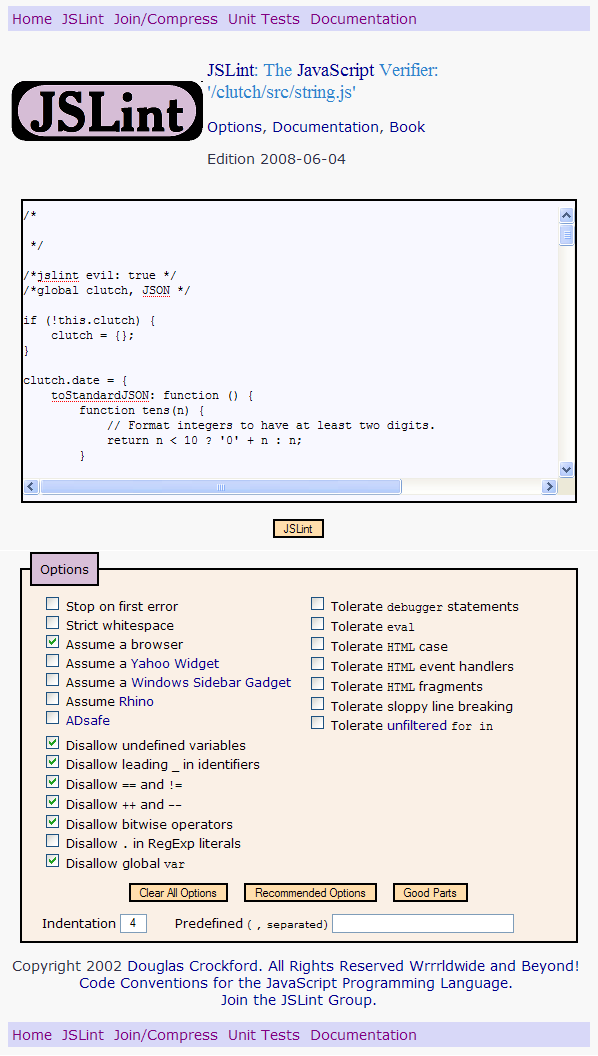 Home JSLint Join/Compress Unit Tests Documentation
JSLint
JSLint: The JavaScript Verifier:
'/clutch/src/string.js'
Options, Documentation, Book
Edition 2008-06-04
/*
*/
/*jslint evil: true */
/*global clutch, JSON */
if (!this.clutch) {
clutch = {};
}
clutch.date = {
toStandardJSON: function () {
function tens(n) {
// Format integers to have at least two digits.
return n < 10 ? '0' + n : n;
}
JSLint
Options
Stop on first error
Strict whitespace
Assume a browser
Assume a Yahoo Widget
Assume a Windows Sidebar Gadget
Assume Rhino
ADsafe
Disallow undefined variables
Disallow leading _ in identifiers
Disallow == and !=
Disallow ++ and --
Disallow bitwise operators
Disallow . in RegExp literals
Disallow global var
Tolerate debugger statements
Tolerate eval
Tolerate HTML case
Tolerate HTML event handlers
Tolerate HTML fragments
Tolerate sloppy line breaking
Tolerate unfiltered for in
Clear All Options Recommended Options Good Parts
Indentation 4 Predefined ( , separated)
Copyright 2002 Douglas Crockford. All Rights Reserved Wrrrldwide and Beyond!
Code Conventions for the JavaScript Programming Language.
Join the JSLint Group.
Home JSLint Join/Compress Unit Tests Documentation